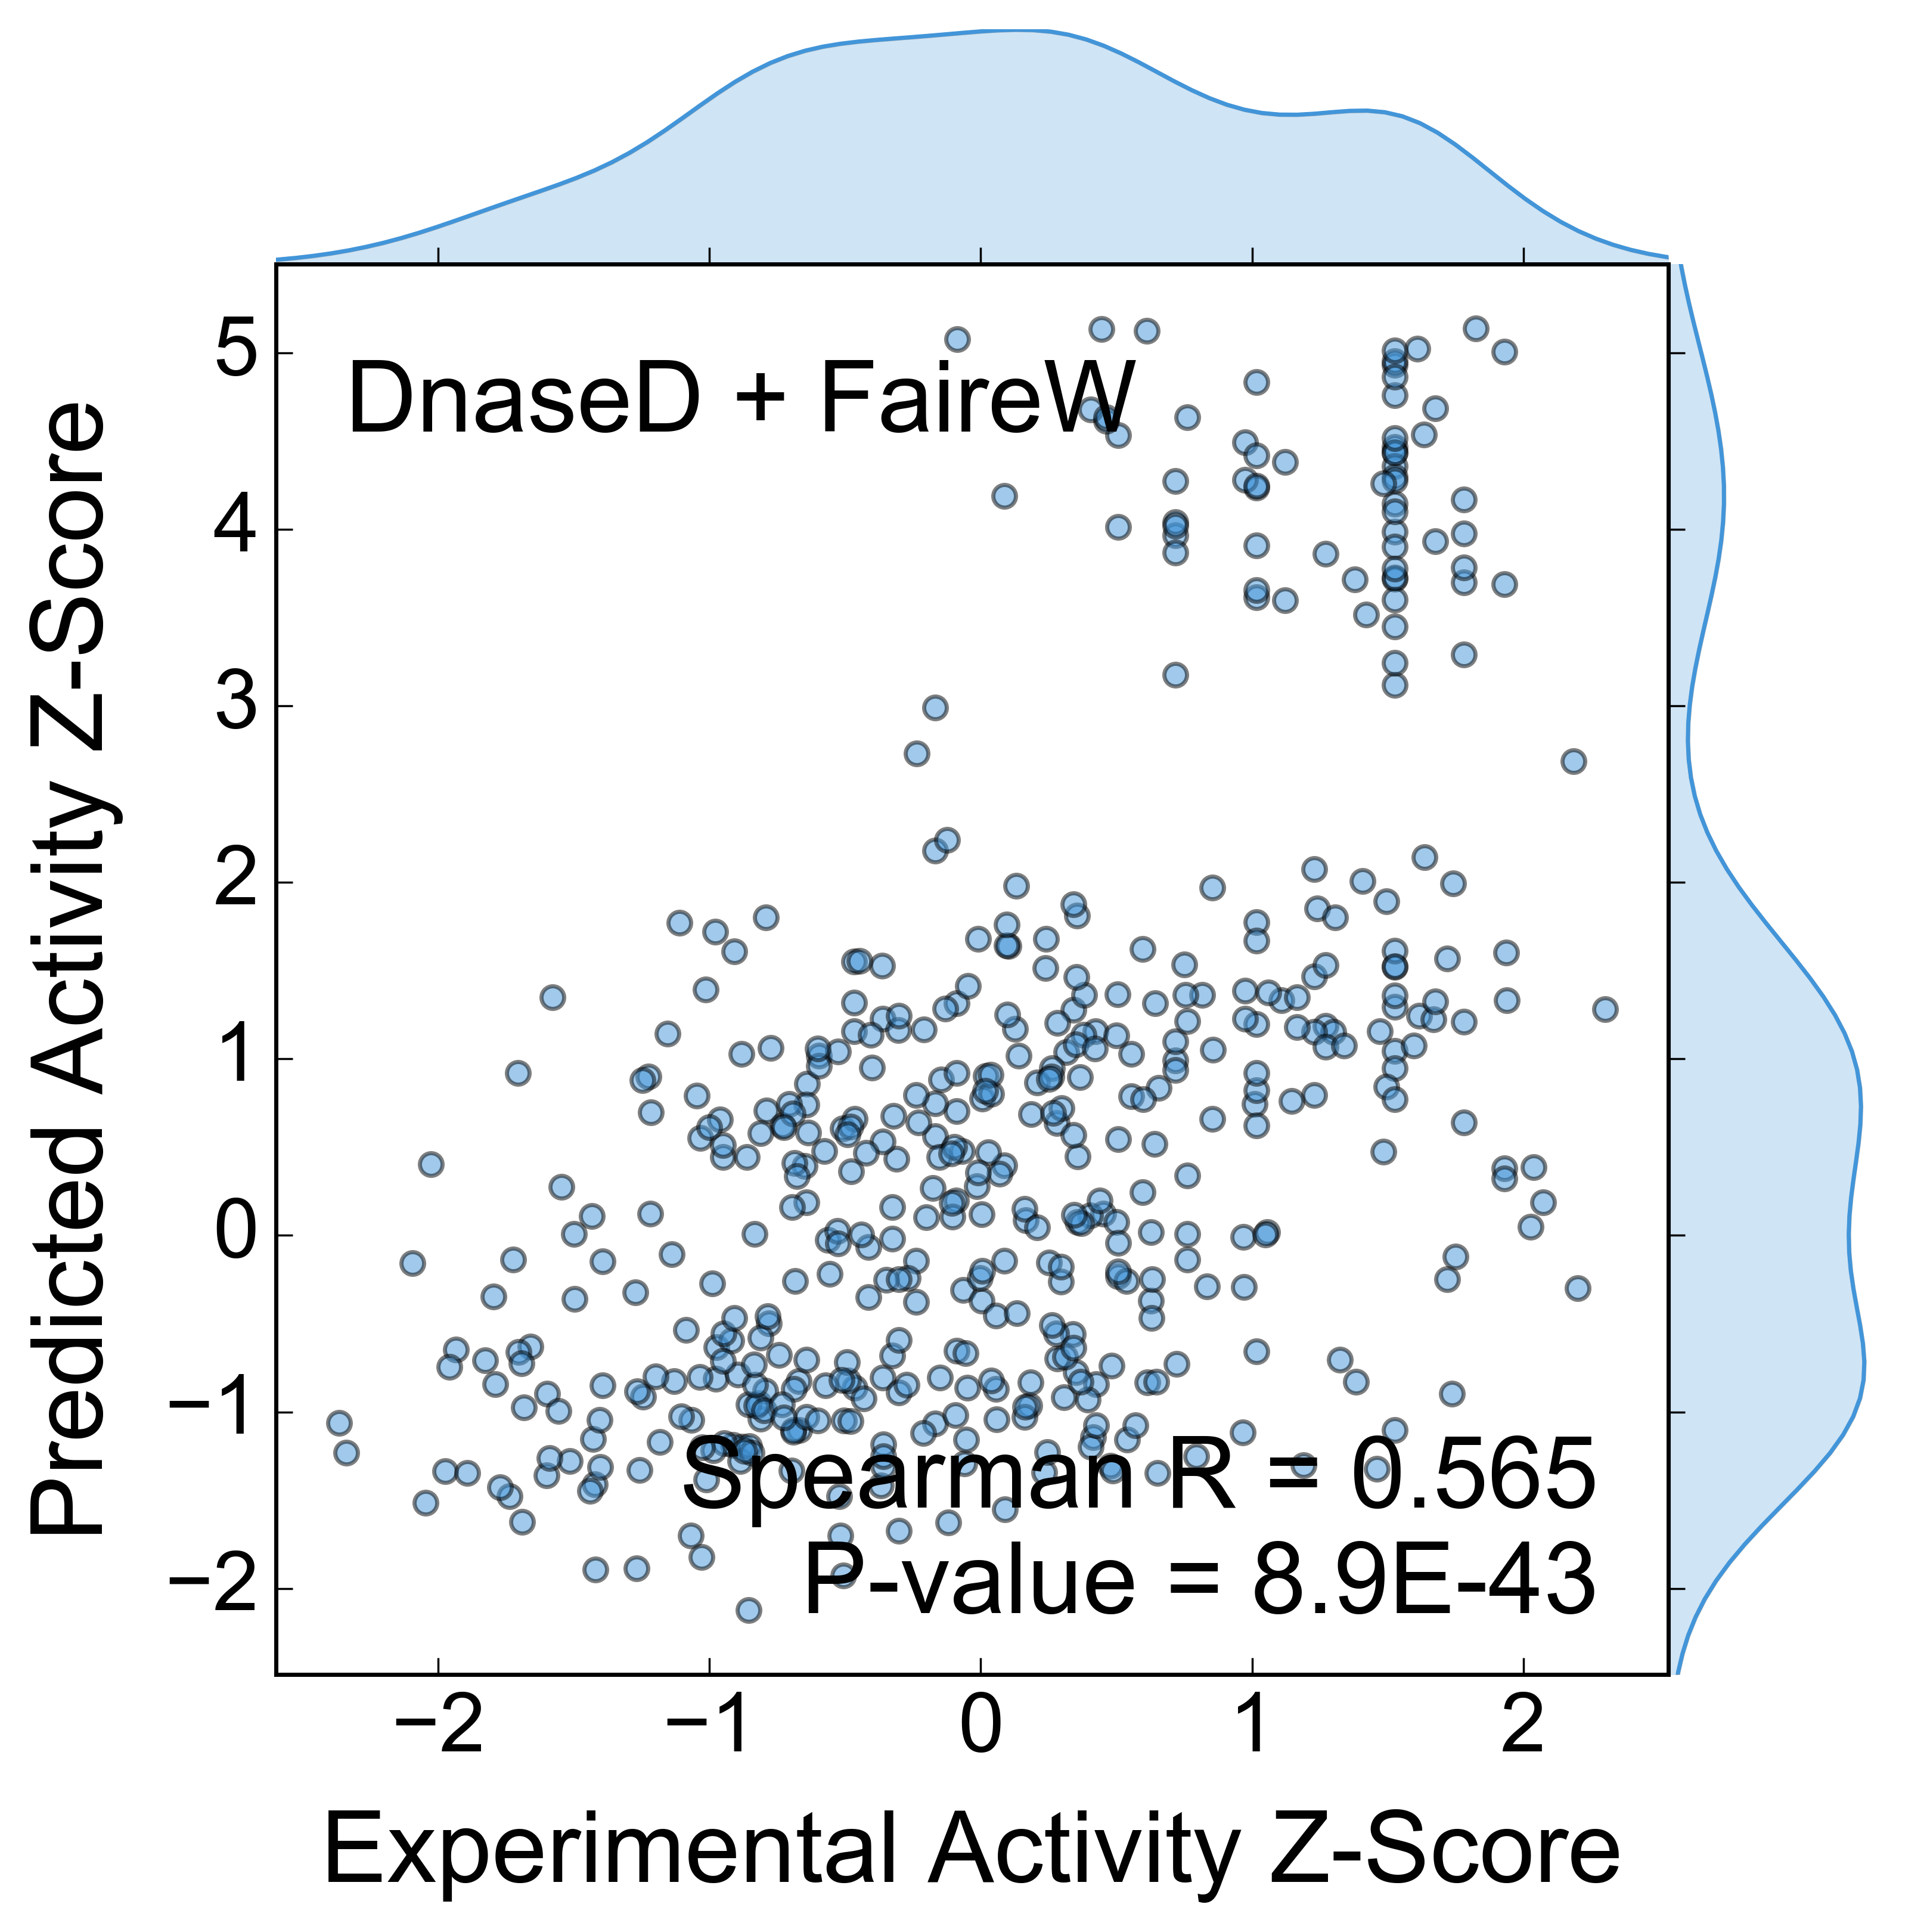 DnaseD + FaireW
Spearman R = 0.565
P-value = 8.9E-43
Predicted Activity Z-Score
5
4
3
2
1
0
−1
−2
−2 −1 0 1 2
Experimental Activity Z-Score